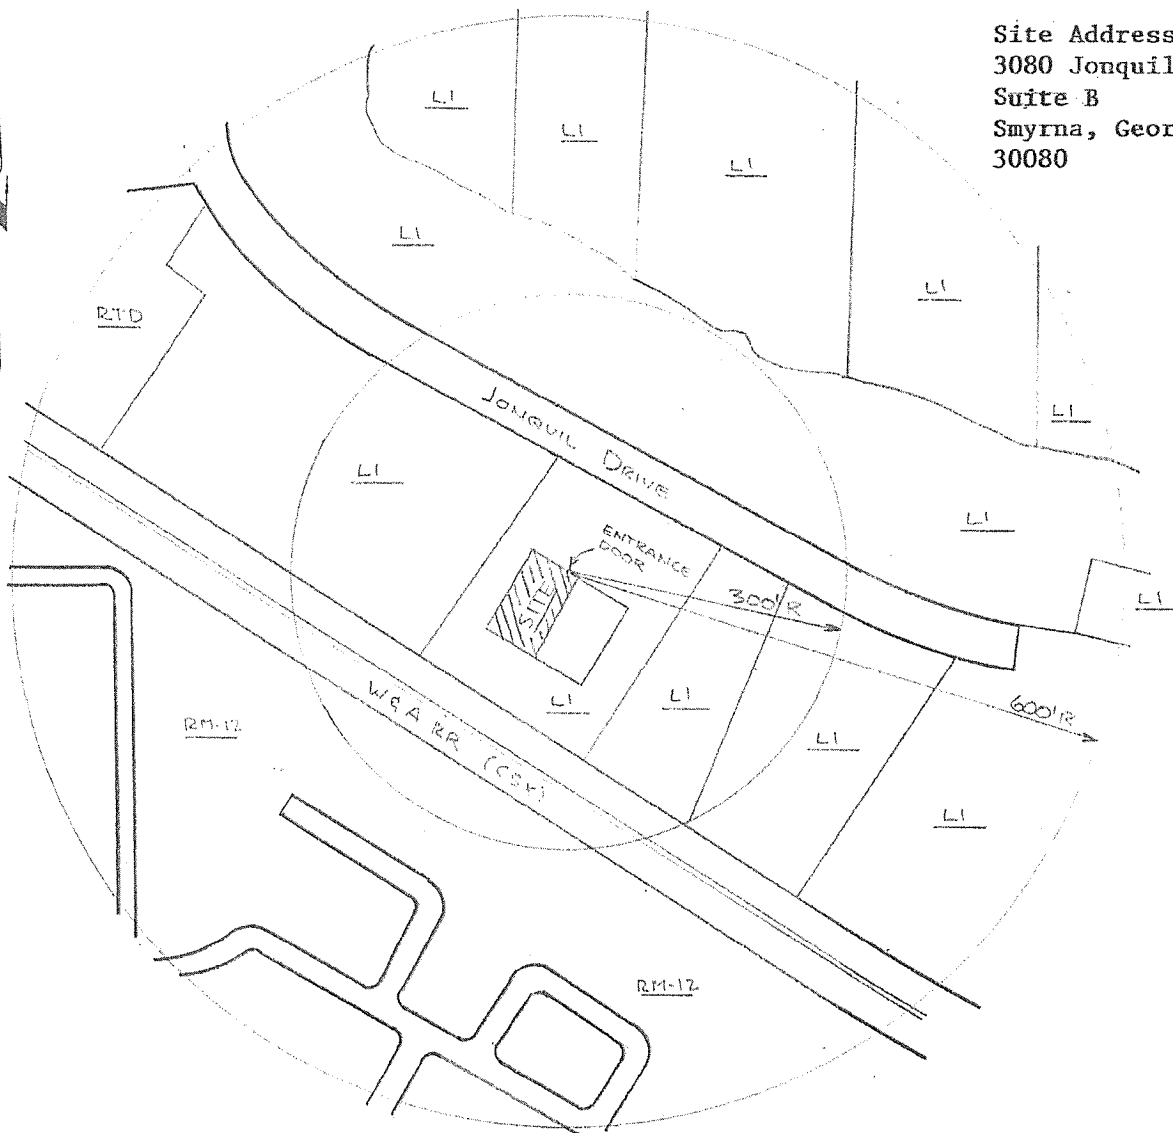 Site Address
3080 Jonquil
Suite B
Smyrna, Geor
30080
LI
LI
LI
LI
LI
RTD
LI
JONQUIL DRIVE
LI
LI
LI
ENTRANCE
DOOR
300'R
SITE
LI
LI
LI
600'R
W&A RR
RM-12
LI
RM-12